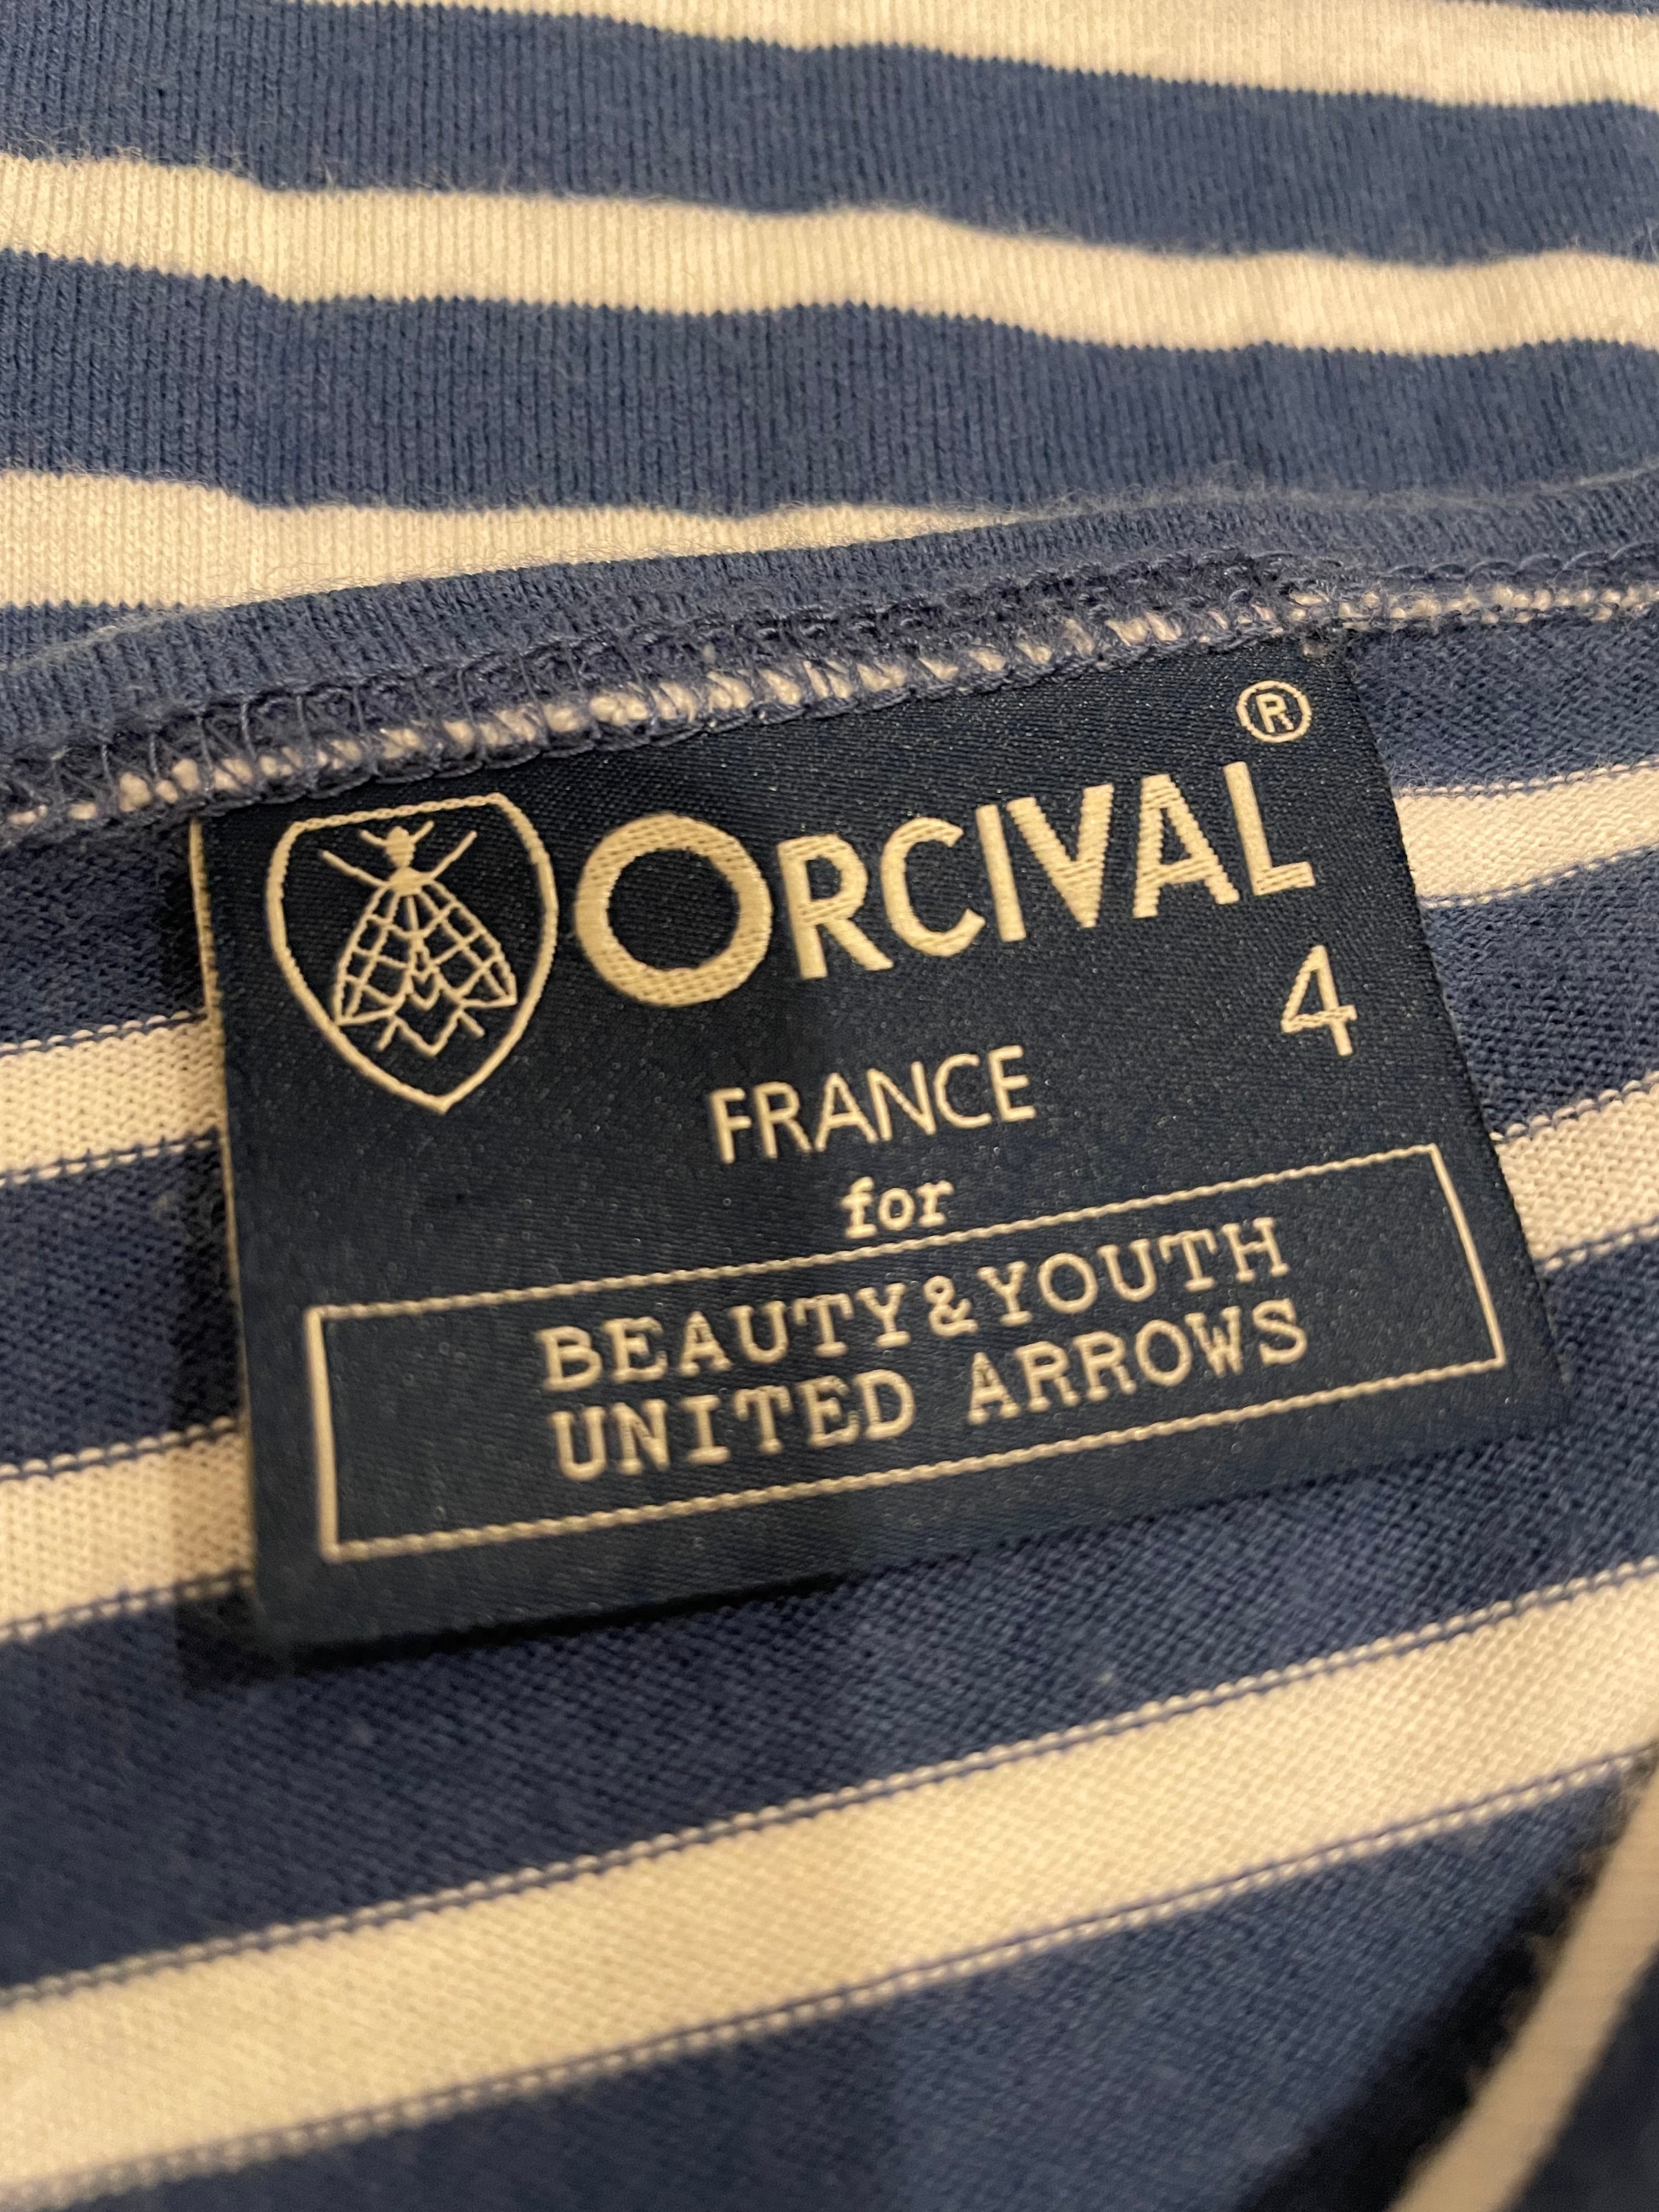 ®
ORCIVAL
4
FRANCE
for
BEAUTY&YOUTH
UNITED ARROWS